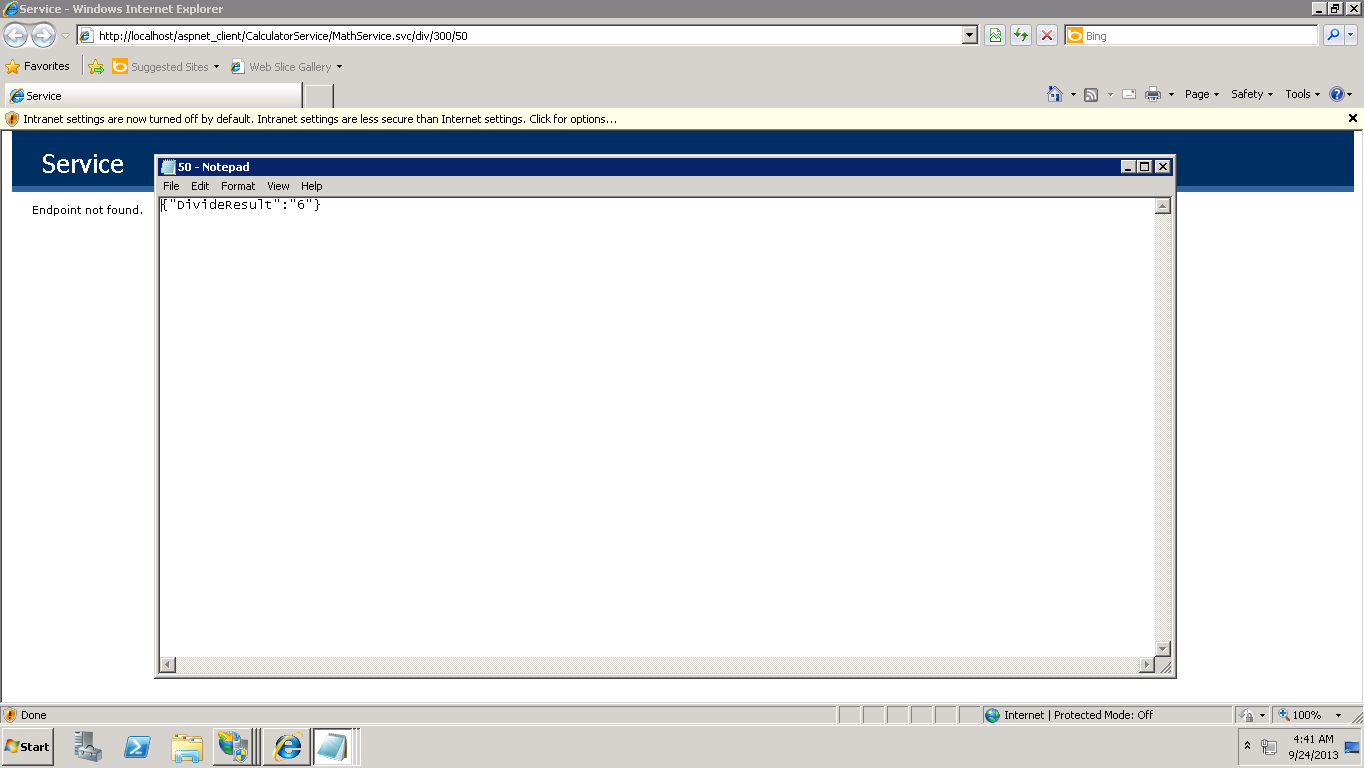 Service - Windows Internet Explorer
http://localhost/aspnet_client/CalculatorService/MathService.svc/div/300/50
Bing
Favorites
Suggested Sites
Web Slice Gallery
Service
Page
Safety
Tools
Intranet settings are now turned off by default. Intranet settings are less secure than Internet settings. Click for options...
Service
Endpoint not found.
50 - Notepad
File Edit Format View Help
{"DivideResult":"6"}
Done
Internet | Protected Mode: Off
100%
Start
4:41 AM
9/24/2013